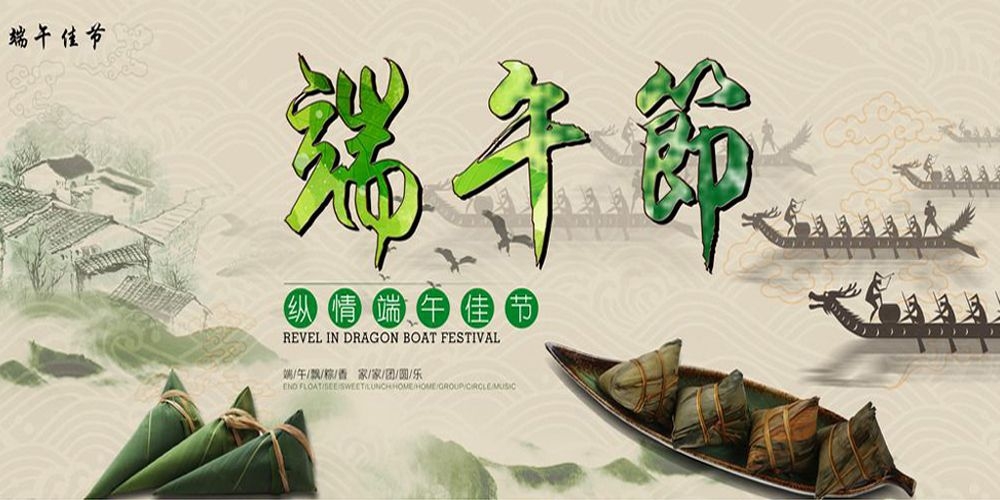 端午佳节
端午節
纵情端午佳节
REVEL IN DRAGON BOAT FESTIVAL
端/午/飘/粽/香 家/家/团/圆/乐
END FLOAT/SEE/SWEET/LUNCH/HOME/HOME/GROUP/CIRCLE/MUSIC